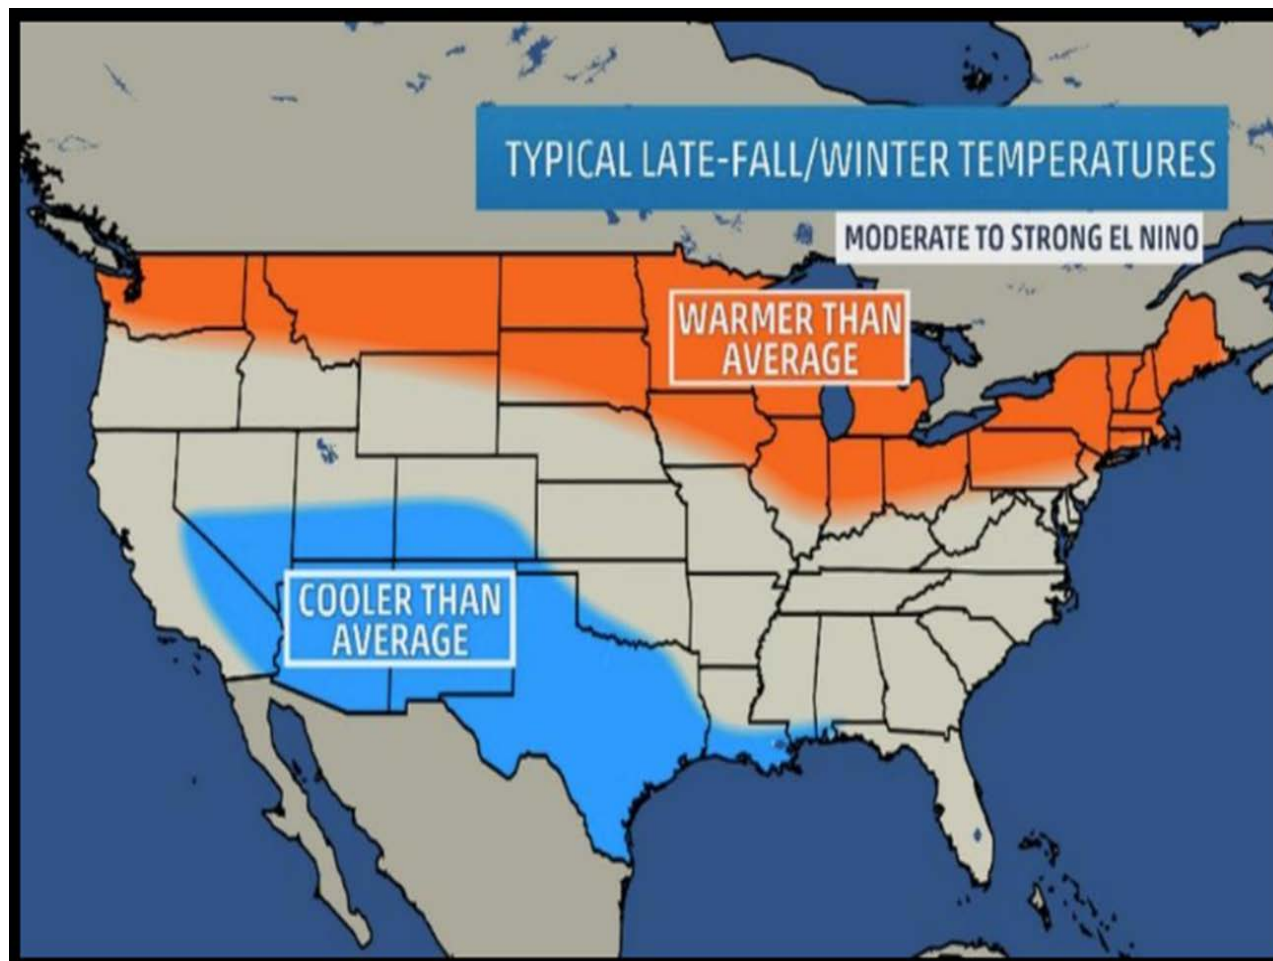 TYPICAL LATE-FALL/WINTER TEMPERATURES
MODERATE TO STRONG EL NINO
WARMER THAN
AVERAGE
COOLER THAN
AVERAGE